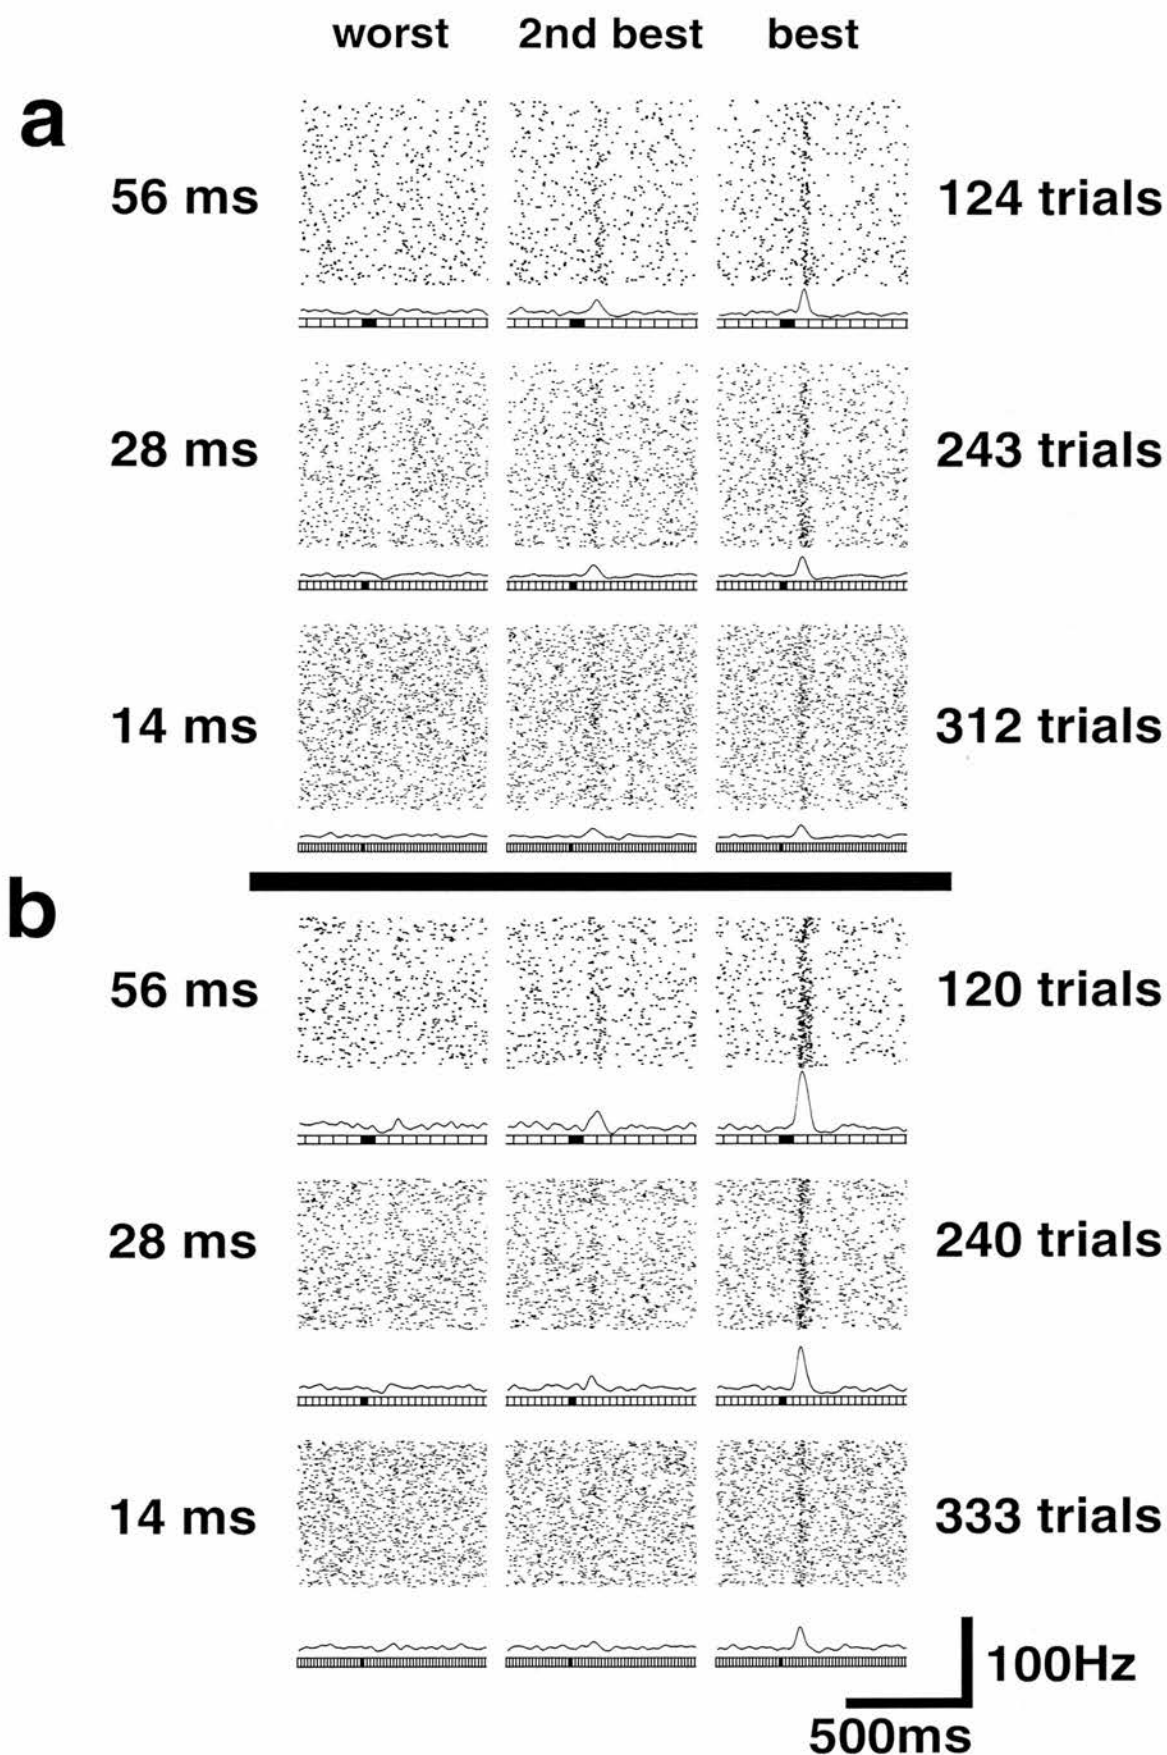 worst 2nd best best
a
56 ms 124 trials
28 ms 243 trials
14 ms 312 trials
b
56 ms 120 trials
28 ms 240 trials
14 ms 333 trials
100Hz
500ms